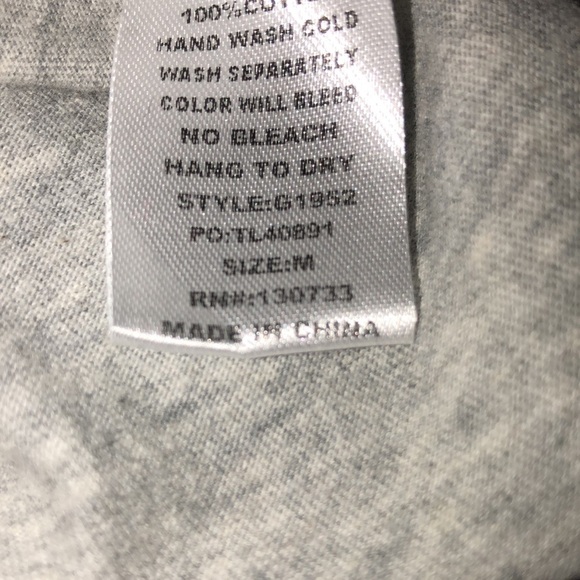 100%COTTO
HAND WASH COLD
WASH SEPARATELY
COLOR WILL BLEED
NO BLEACH
HANG TO DRY
STYLE:G1952
PO:TL40891
SIZE:M
RN#:130733
MADE IN CHINA